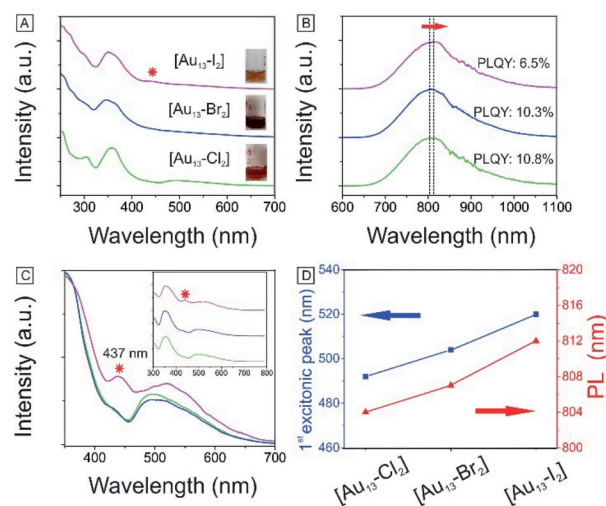 A
[Au₁₃-I₂]
*
[Au₁₃-Br₂]
[Au₁₃-Cl₂]
Intensity (a.u.)
300 400 500 600 700
Wavelength (nm)
B
PLQY: 6.5%
PLQY: 10.3%
PLQY: 10.8%
Intensity (a.u.)
600 700 800 900 1000 1100
Wavelength (nm)
C
*
437 nm
*
300 400 500 600 700 800
Intensity (a.u.)
400 500 600 700
Wavelength (nm)
D
540
520
500
480
460
1st excitonic peak (nm)
820
816
812
808
804
800
PL (nm)
[Au₁₃-Cl₂]
[Au₁₃-Br₂]
[Au₁₃-I₂]